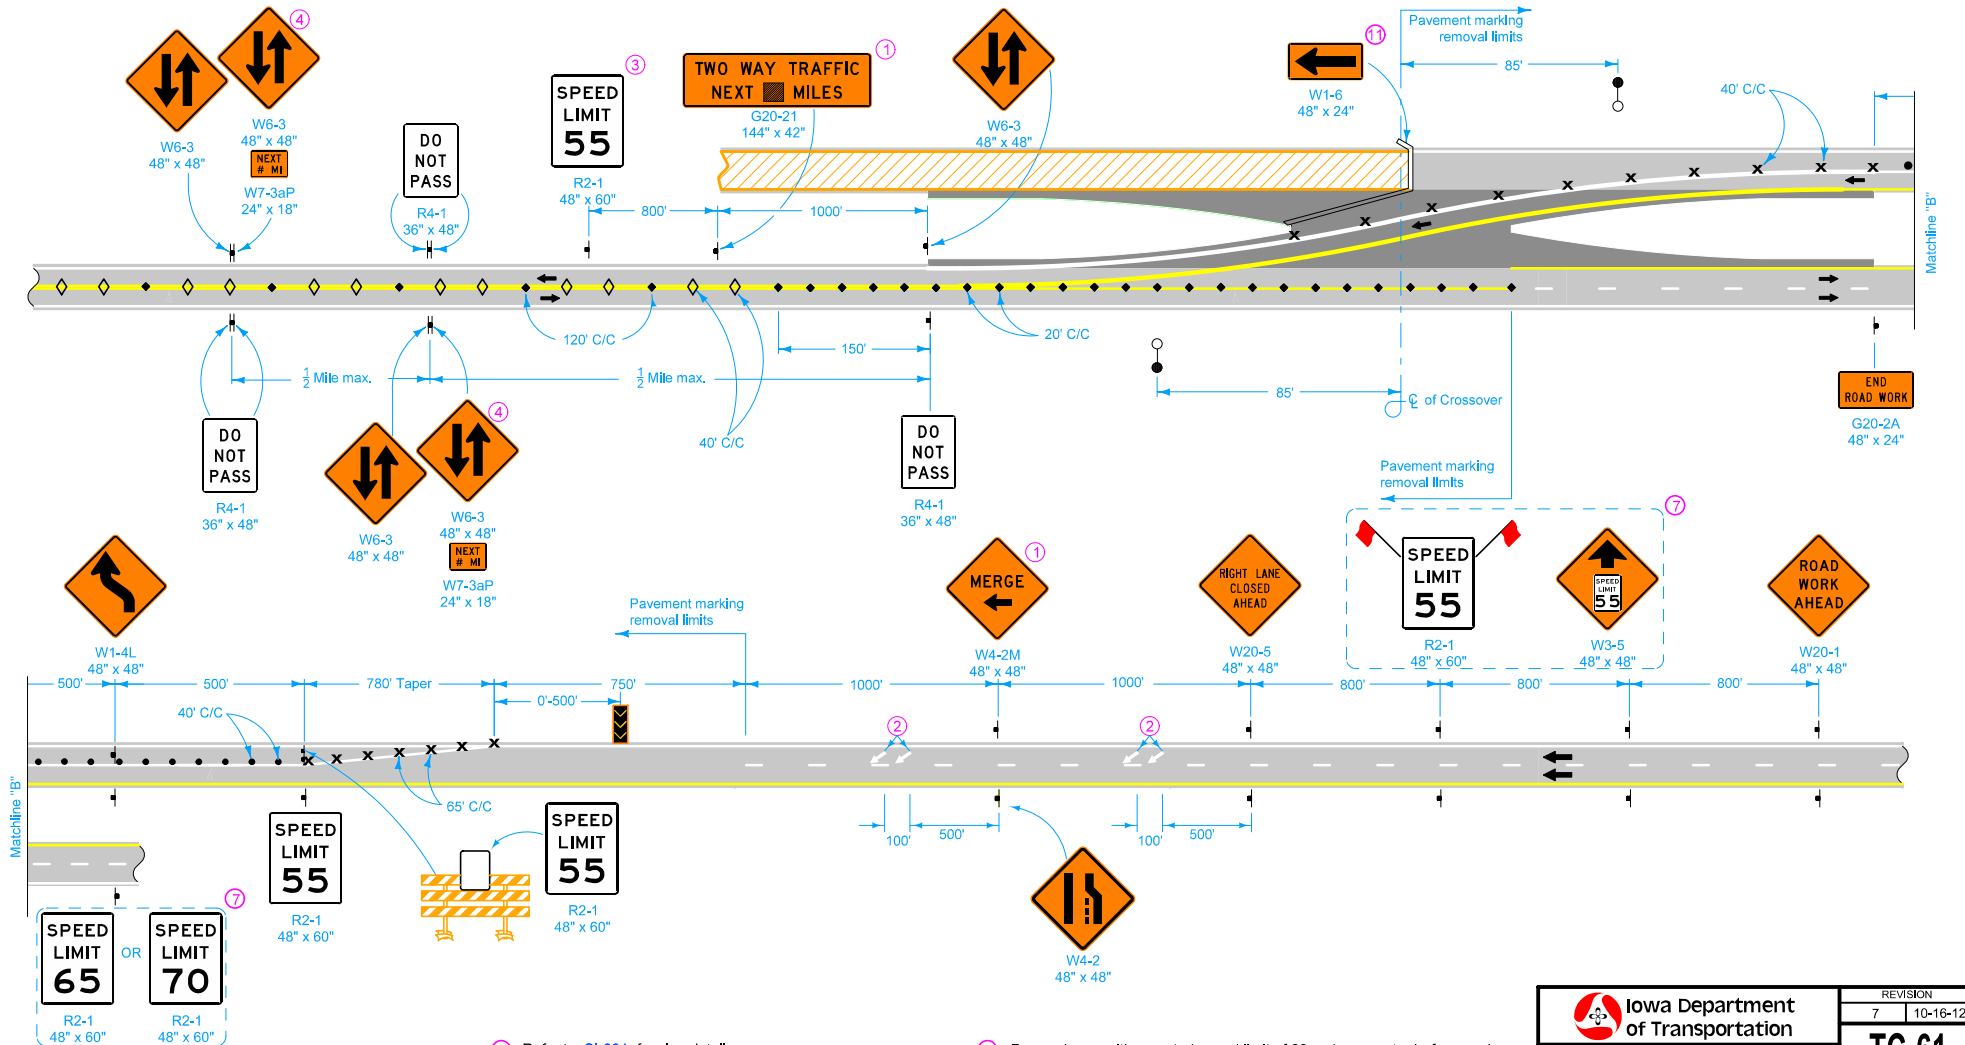 4
W6-3
48" x 48"
W6-3
48" x 48"
NEXT
# MI
W7-3aP
24" x 18"
DO
NOT
PASS
R4-1
36" x 48"
3
SPEED
LIMIT
55
R2-1
48" x 60"
1
TWO WAY TRAFFIC
NEXT MILES
G20-21
144" x 42"
W6-3
48" x 48"
11
W1-6
48" x 24"
Pavement marking
removal limits
85'
40' C/C
800'
1000'
Matchline "B"
120' C/C
150'
20' C/C
1/2 Mile max.
1/2 Mile max.
85'
℄ of Crossover
40' C/C
END
ROAD WORK
G20-2A
48" x 24"
DO
NOT
PASS
R4-1
36" x 48"
W6-3
48" x 48"
4
W6-3
48" x 48"
NEXT
# MI
W7-3aP
24" x 18"
DO
NOT
PASS
R4-1
36" x 48"
Pavement marking
removal limits
W1-4L
48" x 48"
Pavement marking
removal limits
1
MERGE
W4-2M
48" x 48"
RIGHT LANE
CLOSED
AHEAD
W20-5
48" x 48"
7
SPEED
LIMIT
55
R2-1
48" x 60"
SPEED
LIMIT
55
W3-5
48" x 48"
ROAD
WORK
AHEAD
W20-1
48" x 48"
500'
500'
780' Taper
750'
1000'
1000'
800'
800'
800'
0'-500'
40' C/C
2
2
Matchline "B"
65' C/C
100'
500'
100'
500'
SPEED
LIMIT
55
R2-1
48" x 60"
SPEED
LIMIT
55
R2-1
48" x 60"
W4-2
48" x 48"
7
SPEED
LIMIT
65
R2-1
48" x 60"
OR
SPEED
LIMIT
70
R2-1
48" x 60"
Iowa Department
of Transportation
REVISION
7 10-16-12
TC-61